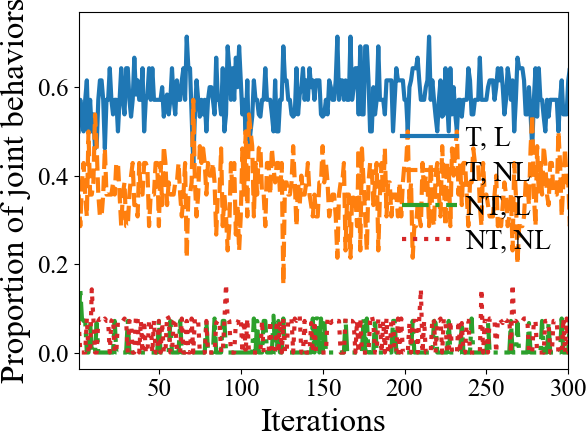 Proportion of joint behaviors
0.6
0.4
0.2
0.0
T, L
T, NL
NT, L
NT, NL
50
100
150
200
250
300
Iterations